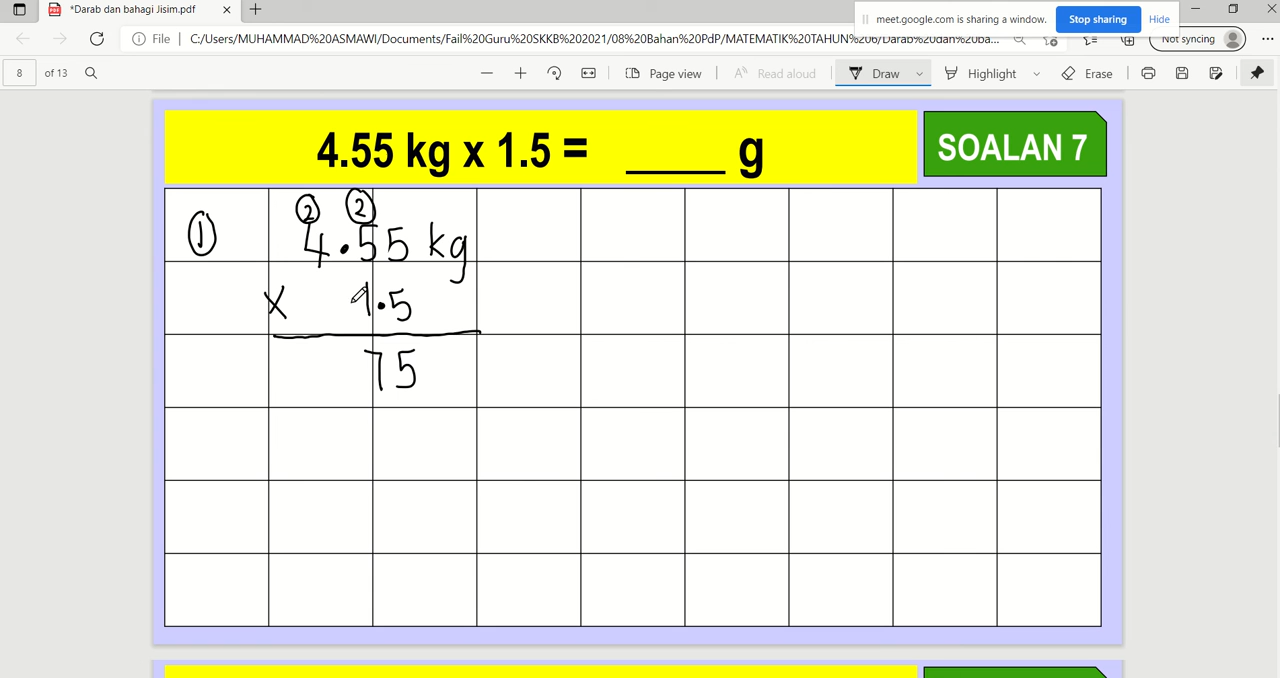 *Darab dan bahagi Jisim.pdf
meet.google.com is sharing a window. Stop sharing Hide
File C:/Users/MUHAMMAD%20ASMAWI/Documents/Fail%20Guru%20SKKB%202021/08%20Bahan%20PdP/MATEMATIK%20TAHUN%206/Darab%20dan%20ba... Not syncing
8 of 13 Page view Read aloud Draw Highlight Erase
4.55 kg x 1.5 = _____ g
SOALAN 7
2 2
1 4.55 kg
x 1.5
75